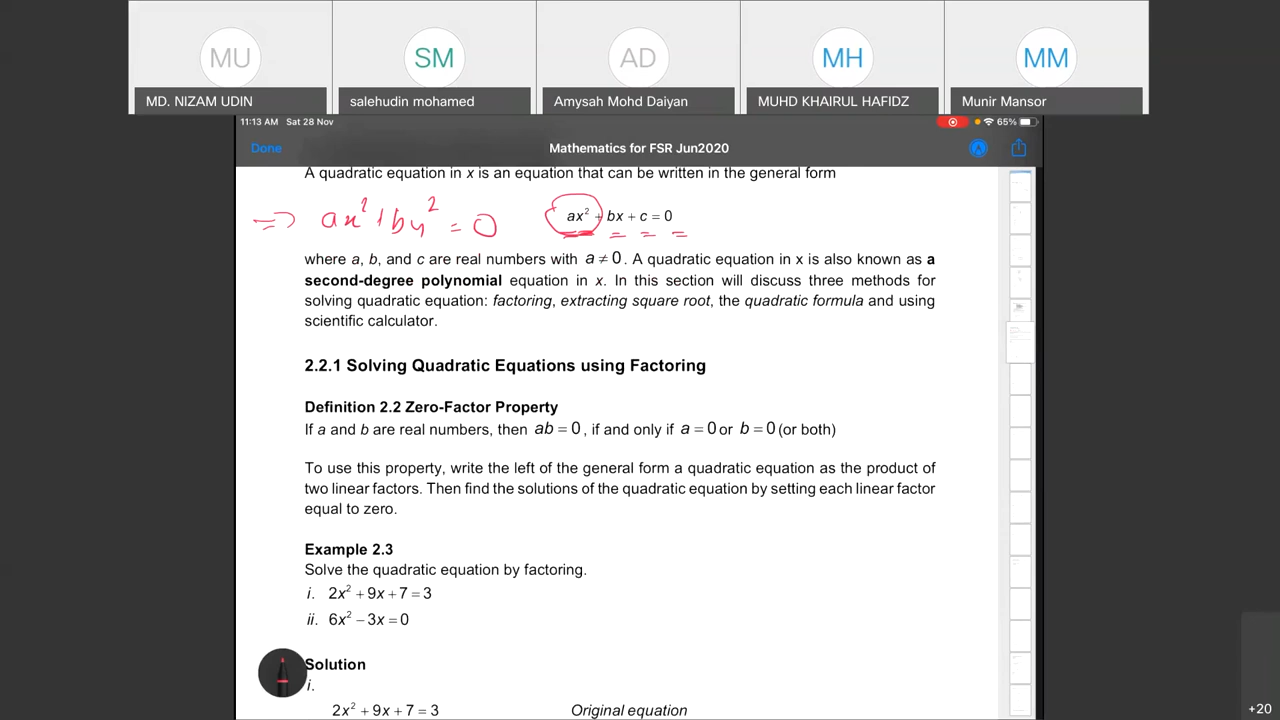 MU
SM
AD
MH
MM
MD. NIZAM UDIN
salehudin mohamed
Amysah Mohd Daiyan
MUHD KHAIRUL HAFIDZ
Munir Mansor
11:13 AM Sat 28 Nov
65%
Done
Mathematics for FSR Jun2020
A quadratic equation in x is an equation that can be written in the general form
⇒ ax² + by² = 0
ax² + bx + c = 0
where a, b, and c are real numbers with a ≠ 0. A quadratic equation in x is also known as a
second-degree polynomial equation in x. In this section will discuss three methods for
solving quadratic equation: factoring, extracting square root, the quadratic formula and using
scientific calculator.
2.2.1 Solving Quadratic Equations using Factoring
Definition 2.2 Zero-Factor Property
If a and b are real numbers, then ab = 0, if and only if a = 0 or b = 0 (or both)
To use this property, write the left of the general form a quadratic equation as the product of
two linear factors. Then find the solutions of the quadratic equation by setting each linear factor
equal to zero.
Example 2.3
Solve the quadratic equation by factoring.
i. 2x² + 9x + 7 = 3
ii. 6x² − 3x = 0
Solution
i.
2x² + 9x + 7 = 3 Original equation
+20